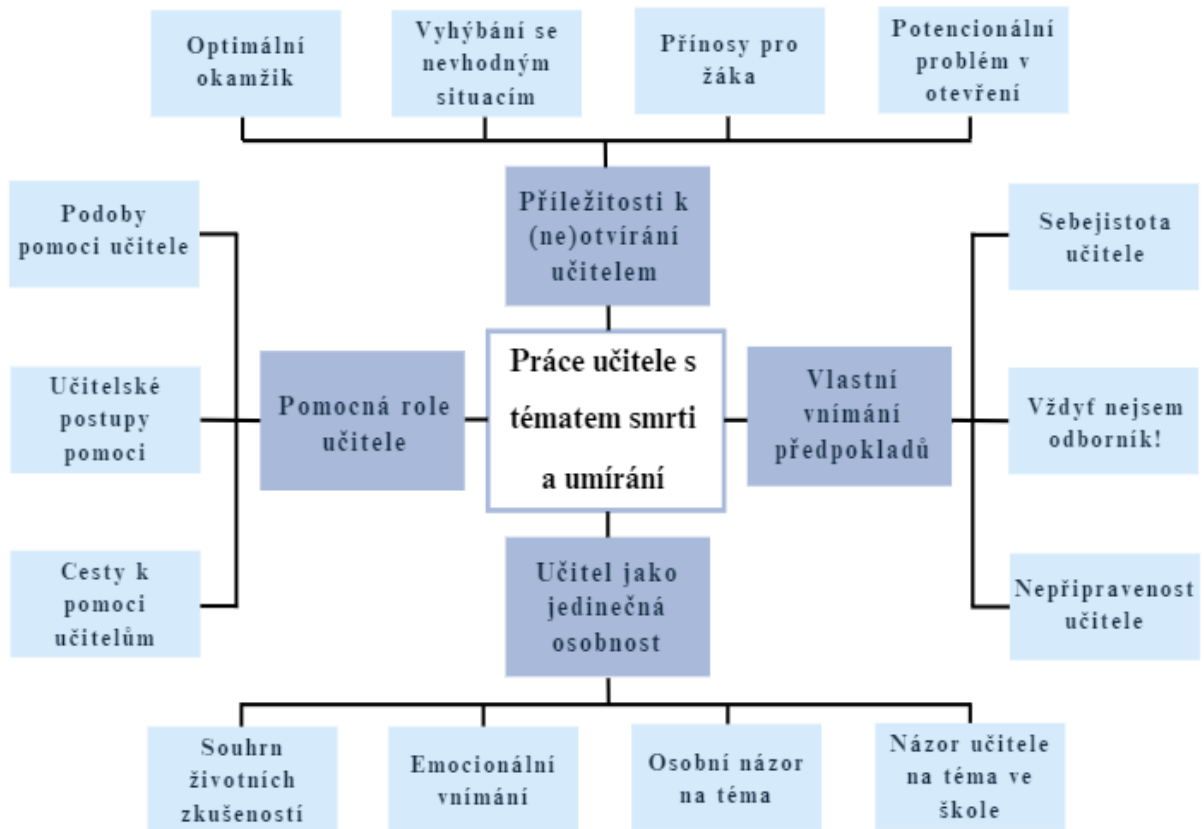 Optimální
okamžik
Vyhýbání se
nevhodným
situacím
Přínosy pro
žáka
Potencionální
problém v
otevření
Příležitosti k
(ne)otvírání
učitelem
Podoby
pomoci učitele
Učitelské
postupy
pomoci
Cesty k
pomoci
učitelům
Pomocná role
učitele
Práce učitele s
tématem smrti
a umírání
Vlastní
vnímání
předpokladů
Sebejistota
učitele
Vždyť nejsem
odborník!
Nepřipravenost
učitele
Učitel jako
jedinečná
osobnost
Souhrn
životních
zkušeností
Emocionální
vnímání
Osobní názor
na téma
Názor učitele
na téma ve
škole